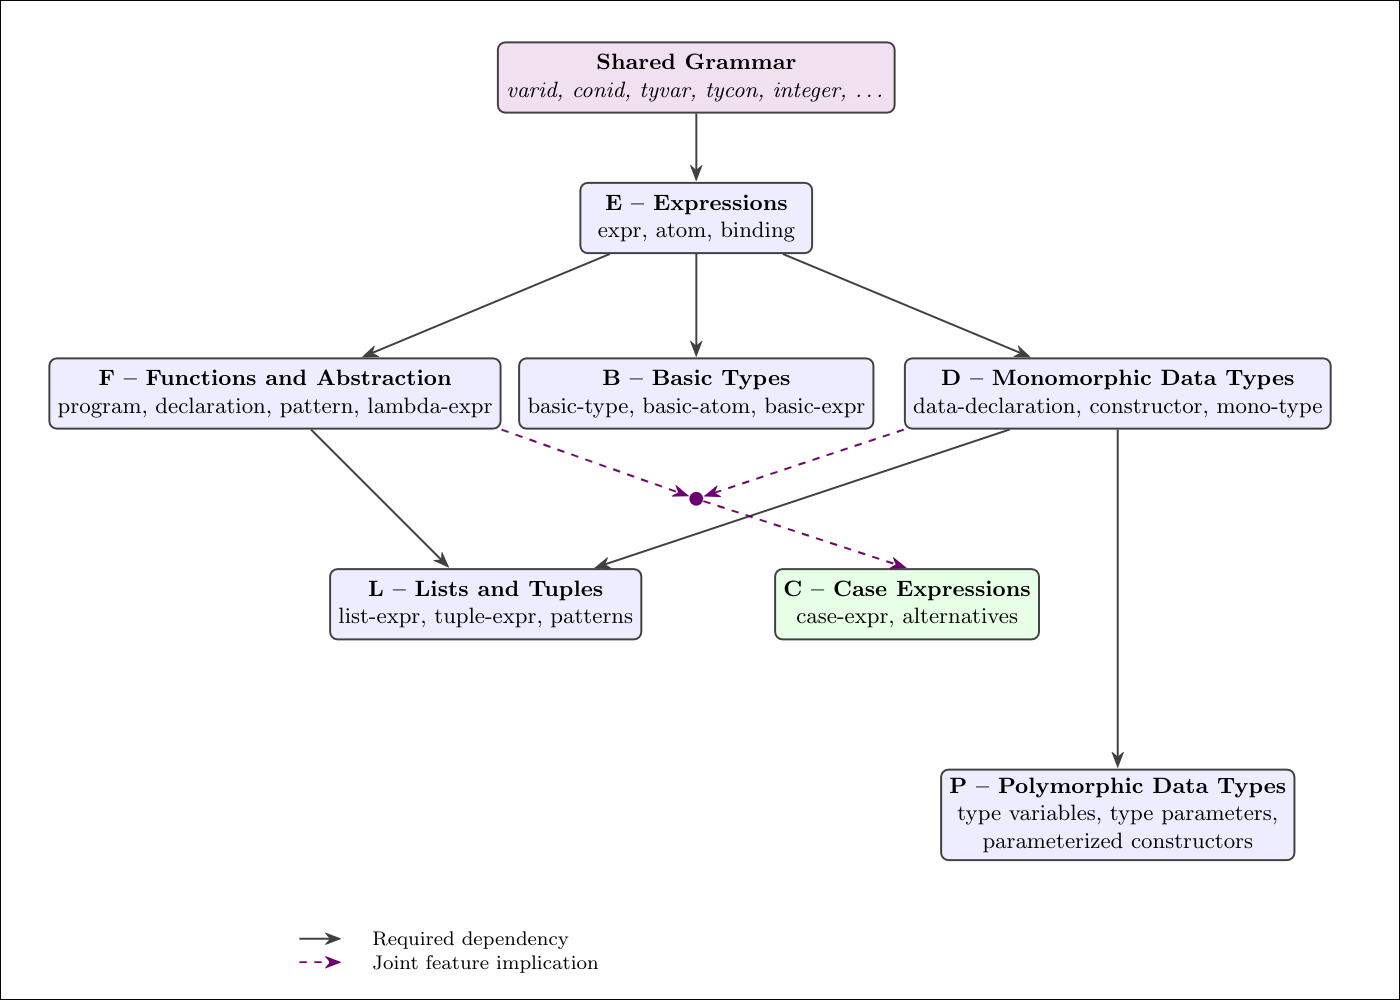 Shared Grammar
varid, conid, tyvar, tycon, integer, ...
E – Expressions
expr, atom, binding
F – Functions and Abstraction
program, declaration, pattern, lambda-expr
B – Basic Types
basic-type, basic-atom, basic-expr
D – Monomorphic Data Types
data-declaration, constructor, mono-type
L – Lists and Tuples
list-expr, tuple-expr, patterns
C – Case Expressions
case-expr, alternatives
P – Polymorphic Data Types
type variables, type parameters,
parameterized constructors
Required dependency
Joint feature implication